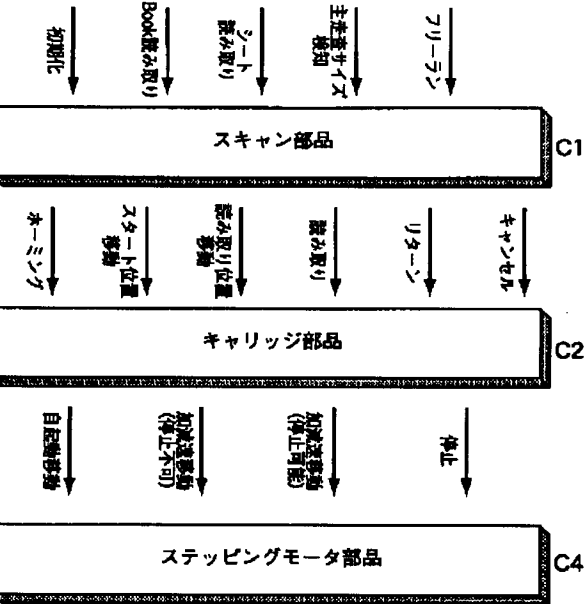 初期化
Book読み取り
シート
読み取り
主走査サイズ
検知
フリーラン
スキャン部品
C1
ホーミング
スタート位置
移動
読み取り位置
移動
読み取り
リターン
キャンセル
キャリッジ部品
C2
自起動移動
加減速移動
(停止不可)
加減速移動
(停止可能)
停止
ステッピングモータ部品
C4